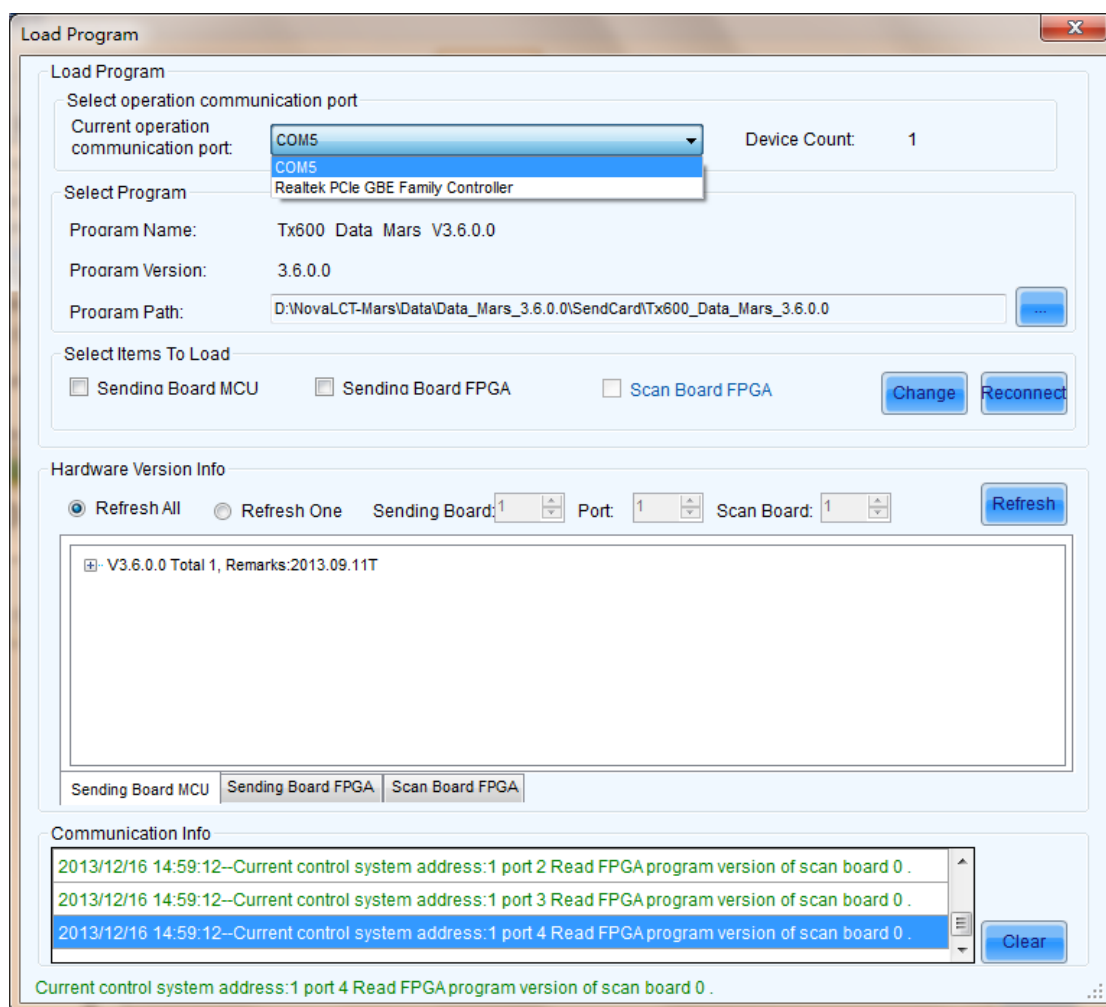 Load Program
Load Program
Select operation communication port
Current operation
communication port:
COM5
Device Count: 1
COM5
Realtek PCIe GBE Family Controller
Select Program
Program Name: Tx600 Data Mars V3.6.0.0
Program Version: 3.6.0.0
Program Path: D:\NovaLCT-Mars\Data\Data_Mars_3.6.0.0\SendCard\Tx600_Data_Mars_3.6.0.0 ...
Select Items To Load
Sending Board MCU Sending Board FPGA Scan Board FPGA Change Reconnect
Hardware Version Info
Refresh All Refresh One Sending Board: 1 Port: 1 Scan Board: 1 Refresh
V3.6.0.0 Total 1, Remarks:2013.09.11T
Sending Board MCU Sending Board FPGA Scan Board FPGA
Communication Info
2013/12/16 14:59:12--Current control system address:1 port 2 Read FPGA program version of scan board 0 .
2013/12/16 14:59:12--Current control system address:1 port 3 Read FPGA program version of scan board 0 .
2013/12/16 14:59:12--Current control system address:1 port 4 Read FPGA program version of scan board 0 .
Clear
Current control system address:1 port 4 Read FPGA program version of scan board 0 .